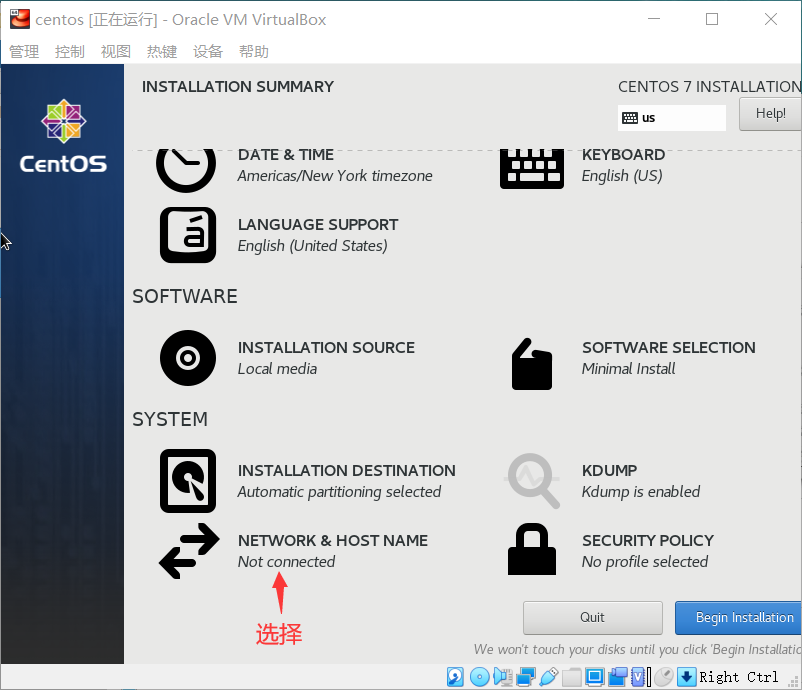 centos [正在运行] - Oracle VM VirtualBox
管理 控制 视图 热键 设备 帮助
INSTALLATION SUMMARY
CENTOS 7 INSTALLATION
us
Help!
CentOS
DATE & TIME
Americas/New York timezone
KEYBOARD
English (US)
á
LANGUAGE SUPPORT
English (United States)
SOFTWARE
INSTALLATION SOURCE
Local media
SOFTWARE SELECTION
Minimal Install
SYSTEM
INSTALLATION DESTINATION
Automatic partitioning selected
KDUMP
Kdump is enabled
NETWORK & HOST NAME
Not connected
SECURITY POLICY
No profile selected
选择
Quit
Begin Installation
We won't touch your disks until you click 'Begin Installatio
Right Ctrl